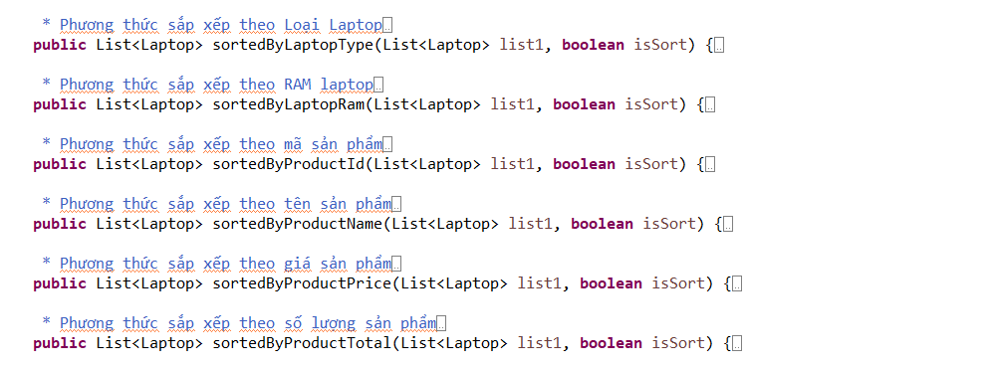 * Phương thức sắp xếp theo Loại Laptop
public List<Laptop> sortedByLaptopType(List<Laptop> list1, boolean isSort) {
* Phương thức sắp xếp theo RAM laptop
public List<Laptop> sortedByLaptopRam(List<Laptop> list1, boolean isSort) {
* Phương thức sắp xếp theo mã sản phẩm
public List<Laptop> sortedByProductId(List<Laptop> list1, boolean isSort) {
* Phương thức sắp xếp theo tên sản phẩm
public List<Laptop> sortedByProductName(List<Laptop> list1, boolean isSort) {
* Phương thức sắp xếp theo giá sản phẩm
public List<Laptop> sortedByProductPrice(List<Laptop> list1, boolean isSort) {
* Phương thức sắp xếp theo số lượng sản phẩm
public List<Laptop> sortedByProductTotal(List<Laptop> list1, boolean isSort) {